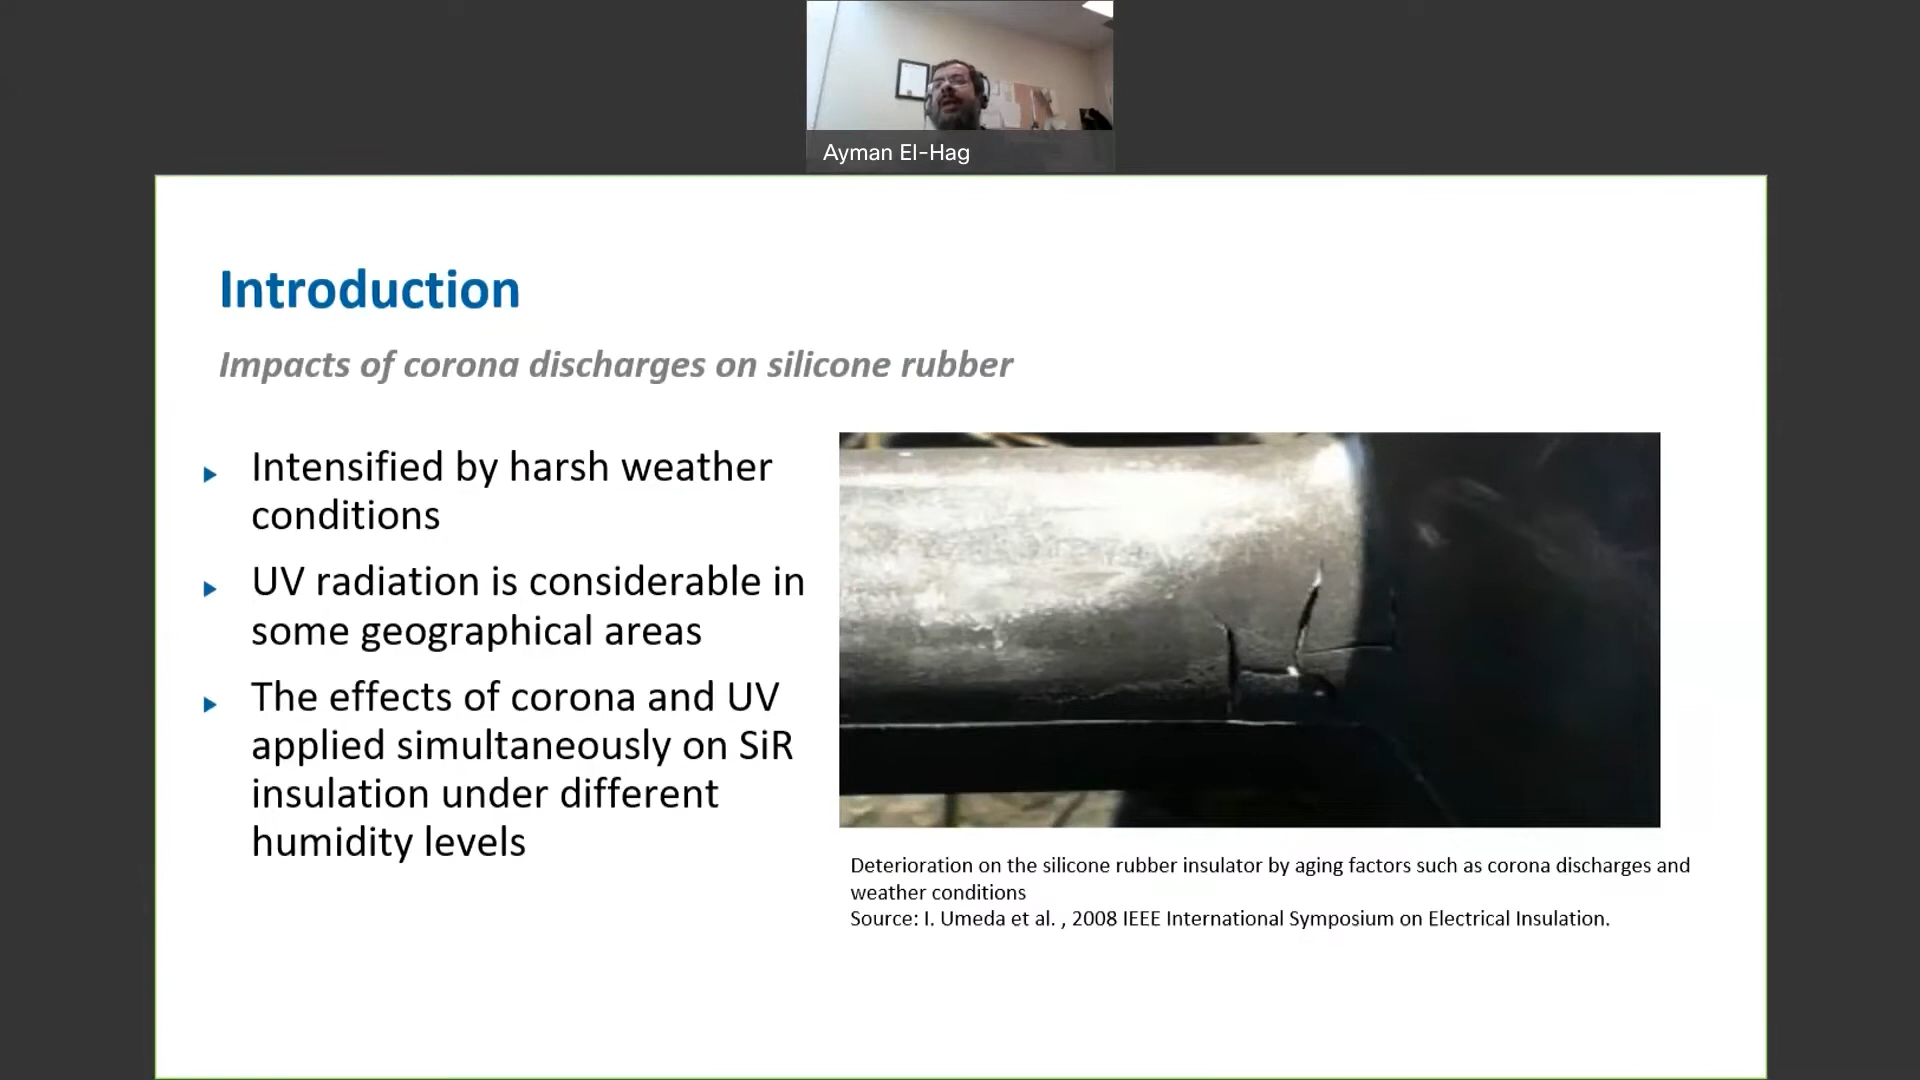 Ayman El-Hag
Introduction
Impacts of corona discharges on silicone rubber
Intensified by harsh weather
conditions
UV radiation is considerable in
some geographical areas
The effects of corona and UV
applied simultaneously on SiR
insulation under different
humidity levels
Deterioration on the silicone rubber insulator by aging factors such as corona discharges and
weather conditions
Source: I. Umeda et al. , 2008 IEEE International Symposium on Electrical Insulation.